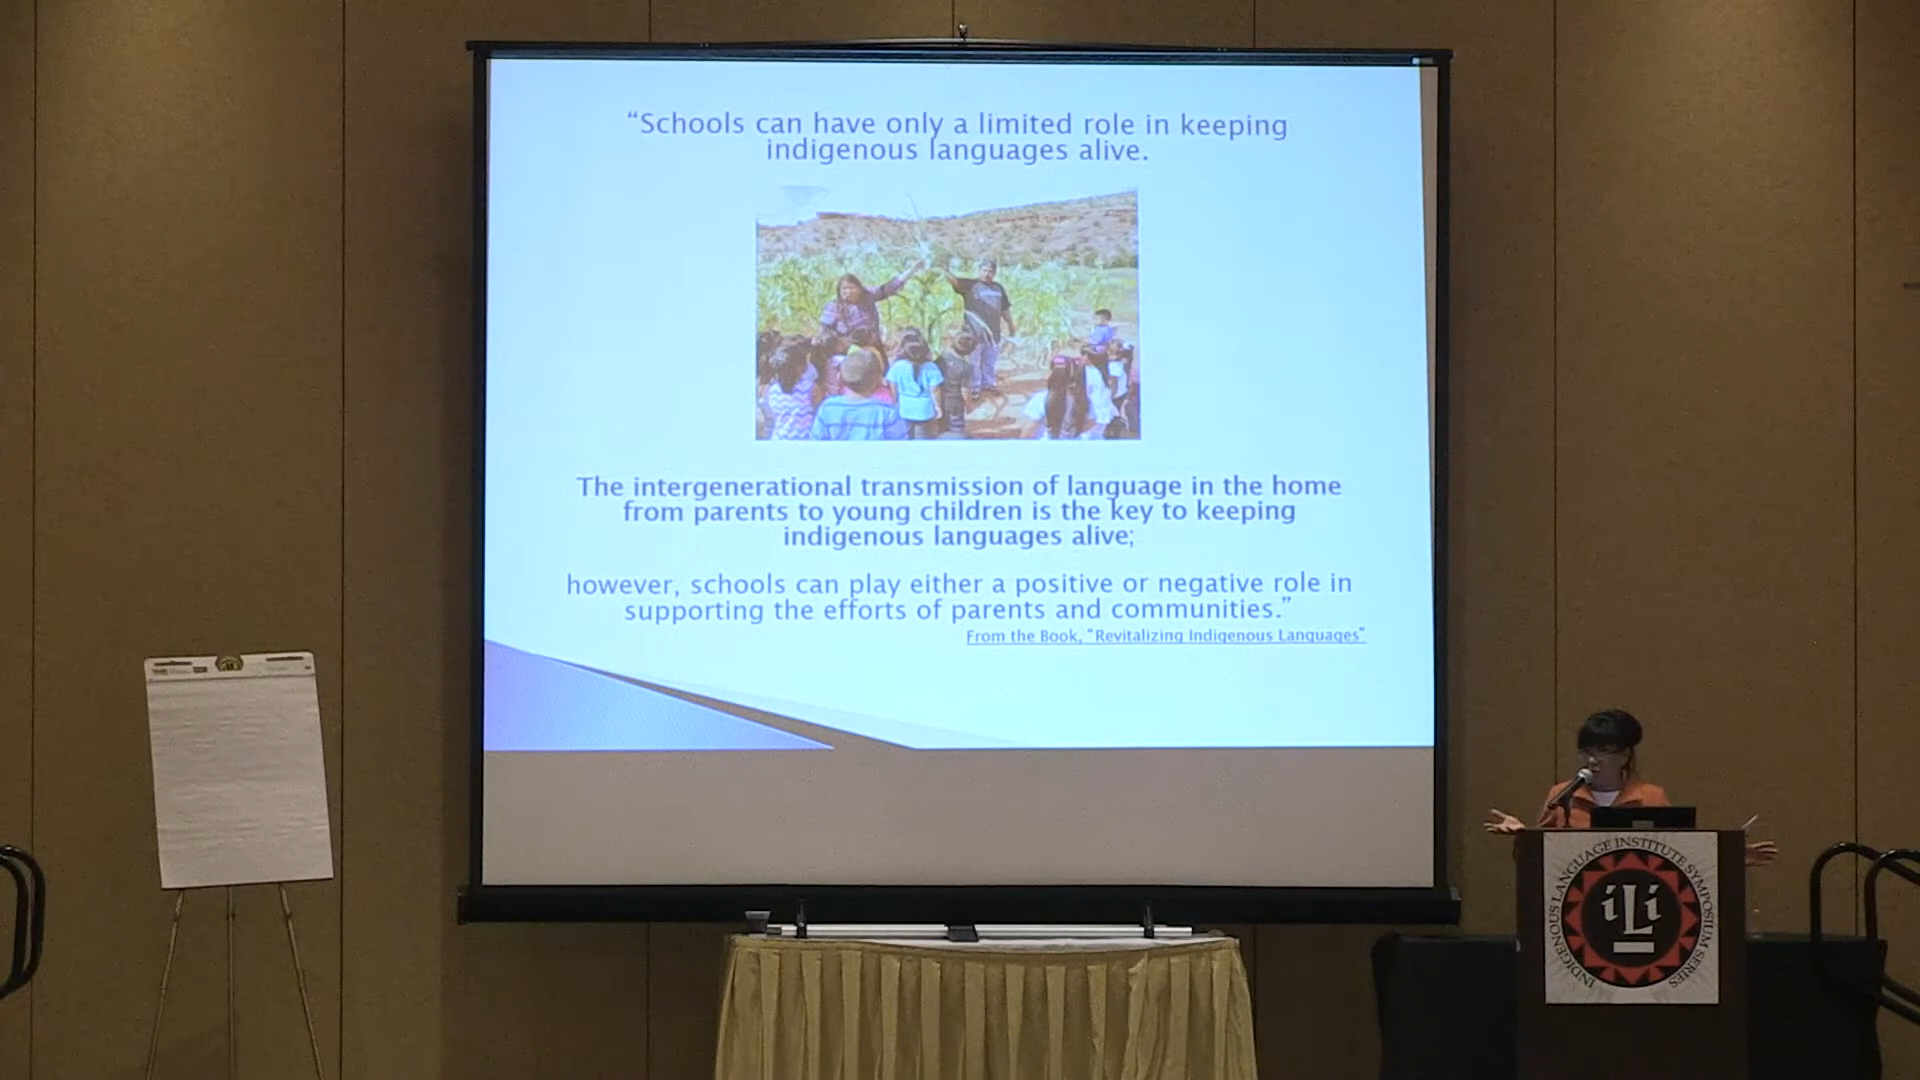 “Schools can have only a limited role in keeping
indigenous languages alive.
The intergenerational transmission of language in the home
from parents to young children is the key to keeping
indigenous languages alive;
however, schools can play either a positive or negative role in
supporting the efforts of parents and communities.”
From the Book, “Revitalizing Indigenous Languages”
INDIGENOUS LANGUAGE INSTITUTE SYMPOSIUM SERIES
iLi